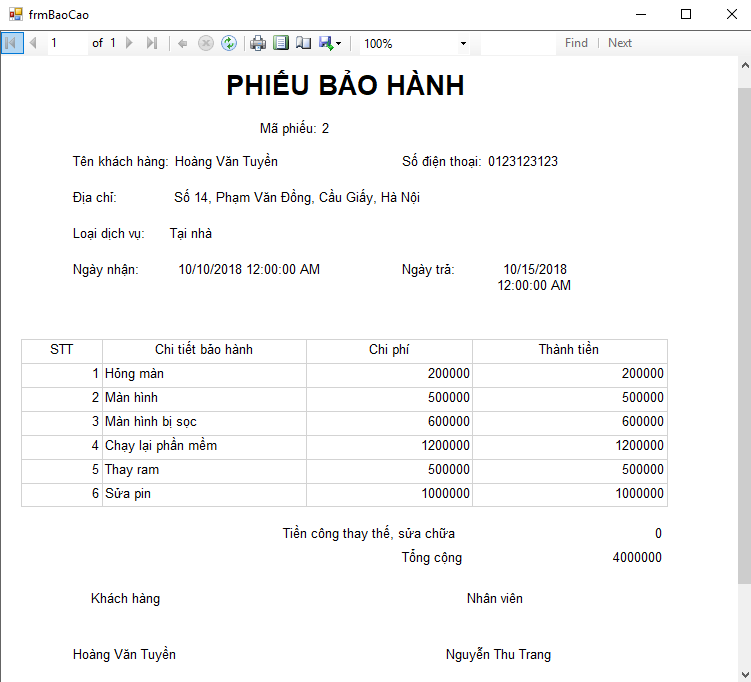 frmBaoCao
1 of 1 100% Find | Next
PHIẾU BẢO HÀNH
Mã phiếu: 2
Tên khách hàng: Hoàng Văn Tuyển Số điện thoại: 0123123123
Địa chỉ: Số 14, Phạm Văn Đồng, Cầu Giấy, Hà Nội
Loại dịch vụ: Tại nhà
Ngày nhận: 10/10/2018 12:00:00 AM Ngày trả: 10/15/2018
12:00:00 AM
STT Chi tiết bảo hành Chi phí Thành tiền
1 Hỏng màn 200000 200000
2 Màn hình 500000 500000
3 Màn hình bị sọc 600000 600000
4 Chạy lại phần mềm 1200000 1200000
5 Thay ram 500000 500000
6 Sửa pin 1000000 1000000
Tiền công thay thế, sửa chữa 0
Tổng cộng 4000000
Khách hàng Nhân viên
Hoàng Văn Tuyển Nguyễn Thu Trang